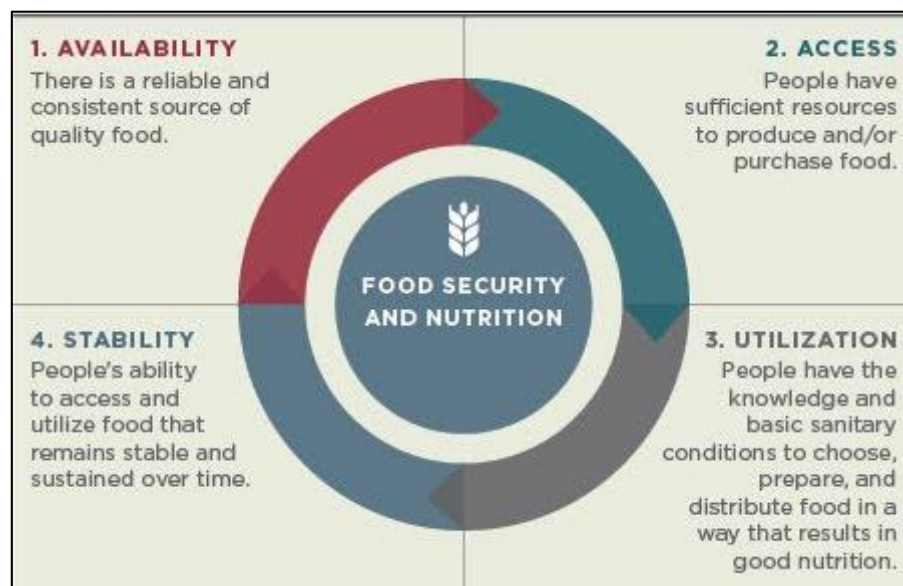 1. AVAILABILITY
There is a reliable and
consistent source of
quality food.
2. ACCESS
People have
sufficient resources
to produce and/or
purchase food.
FOOD SECURITY
AND NUTRITION
4. STABILITY
People's ability
to access and
utilize food that
remains stable and
sustained over time.
3. UTILIZATION
People have the
knowledge and
basic sanitary
conditions to choose,
prepare, and
distribute food in a
way that results in
good nutrition.